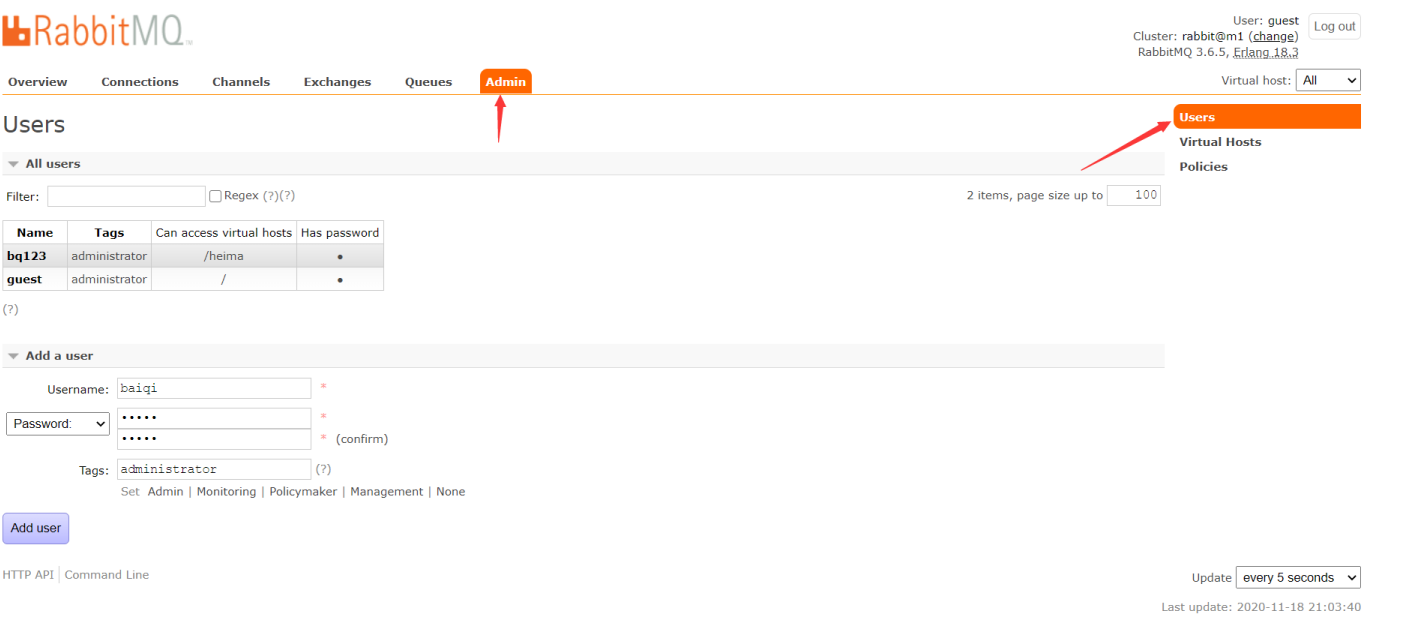 RabbitMQ™
User: guest
Log out
Cluster: rabbit@m1 (change)
RabbitMQ 3.6.5, Erlang 18.3
Overview Connections Channels Exchanges Queues Admin
Virtual host: All
Users
Users
Virtual Hosts
Policies
All users
Filter: Regex (?)(?)
2 items, page size up to 100
Name Tags Can access virtual hosts Has password
bq123 administrator /heima •
guest administrator / •
(?)
Add a user
Username: baiqi *
Password: ••••• *
••••• * (confirm)
Tags: administrator (?)
Set Admin | Monitoring | Policymaker | Management | None
Add user
HTTP API Command Line
Update every 5 seconds
Last update: 2020-11-18 21:03:40